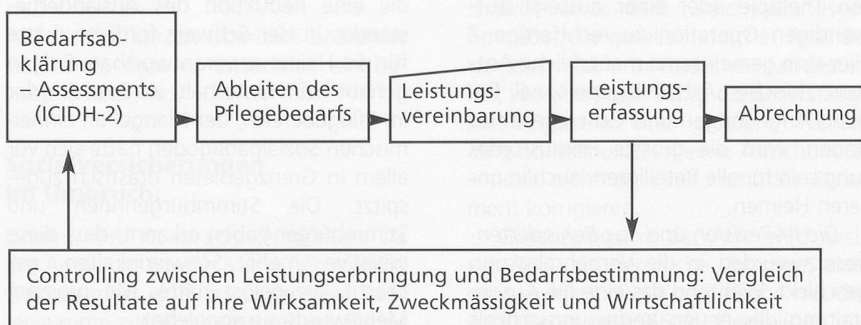 Bedarfsab-
klärung
– Assessments
(FDDH-2)
Ableiten des
Pflegebedarfs
Leistungs-
vereinbarung
Leistungs-
erfassung
Abrechnung
Controlling zwischen Leistungserbringung und Bedarfsbestimmung: Vergleich
der Resultate auf ihre Wirksamkeit, Zweckmässigkeit und Wirtschaftlichkeit